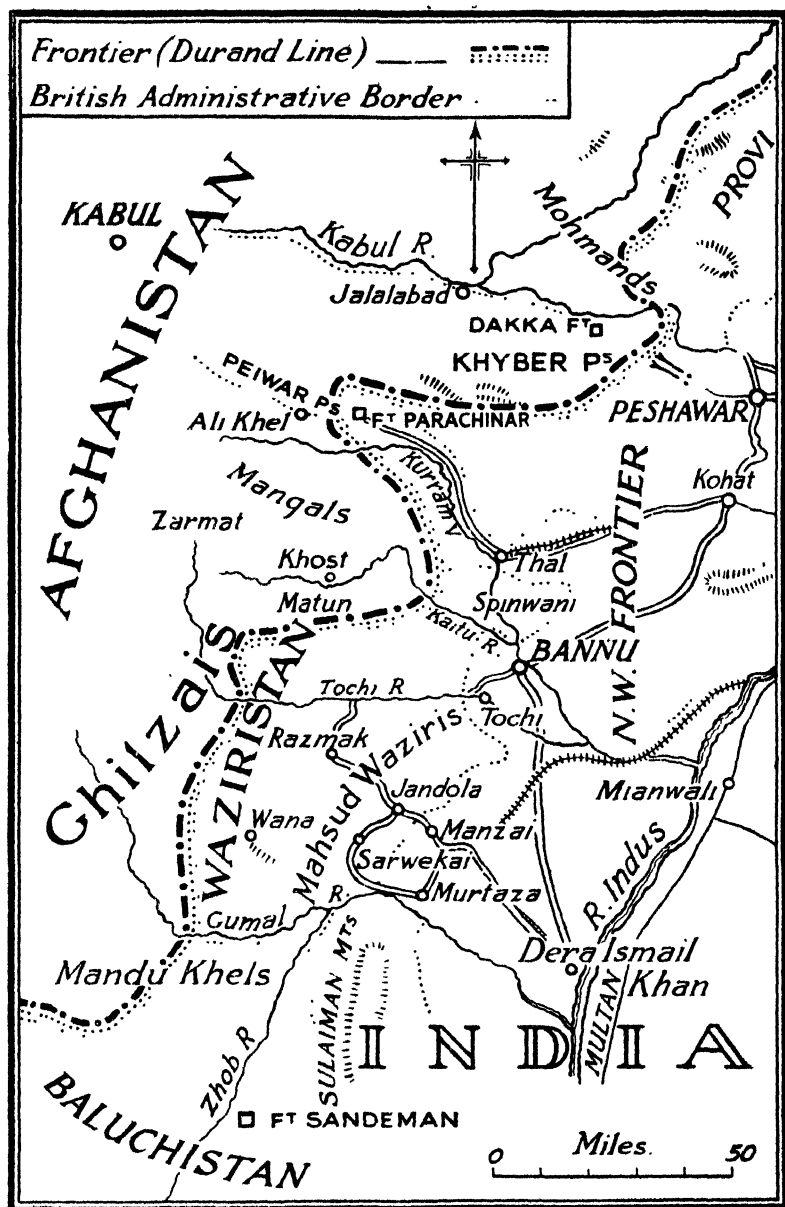 Frontier (Durand Line)
British Administrative Border
KABUL
AFGHANISTAN
Kabul R.
Jalalabad
Mohmands
PROVI
DAKKA Fᵀ
KHYBER Pˢ
PEIWAR Pˢ
Ali Khel
Fᵀ PARACHINAR
PESHAWAR
Kurram V
Kohat
Mangals
Zarmat
Khost
Matun
Thal
Spinwani
Kaitu R.
N.W. FRONTIER
BANNU
Ghilzais
WAZIRISTAN
Tochi R
Tochi
Razmak
Mahsud Waziris
Jandola
Mianwali
Wana
Manzai
Sarwekai
Murtaza
R. Indus
Gumal R.
Dera Ismail
Khan
Mandu Khels
SULAIMAN MTS
MULTAN
INDIA
Zhob R
Fᵀ SANDEMAN
BALUCHISTAN
Miles.
0 50